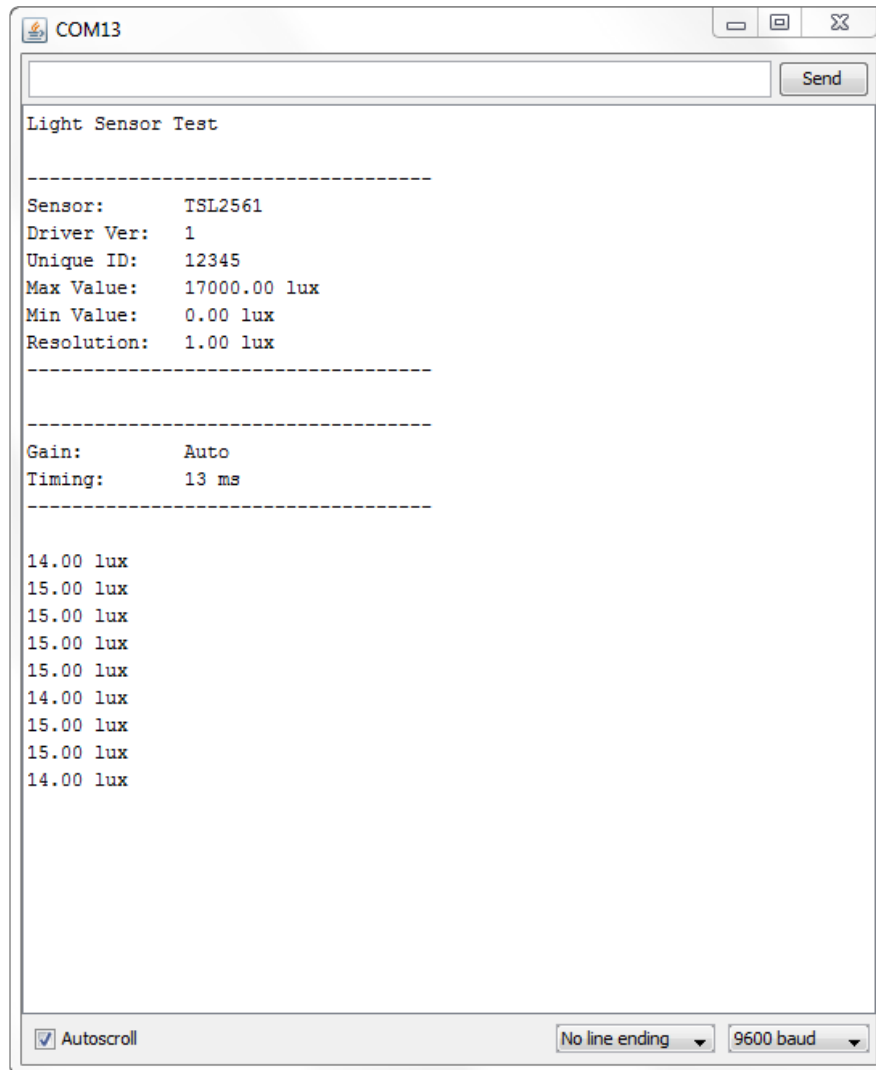 COM13
Send
Light Sensor Test
------------------------------------
Sensor:       TSL2561
Driver Ver:   1
Unique ID:    12345
Max Value:    17000.00 lux
Min Value:    0.00 lux
Resolution:   1.00 lux
------------------------------------
------------------------------------
Gain:         Auto
Timing:       13 ms
------------------------------------
14.00 lux
15.00 lux
15.00 lux
15.00 lux
15.00 lux
14.00 lux
15.00 lux
15.00 lux
14.00 lux
Autoscroll
No line ending
9600 baud